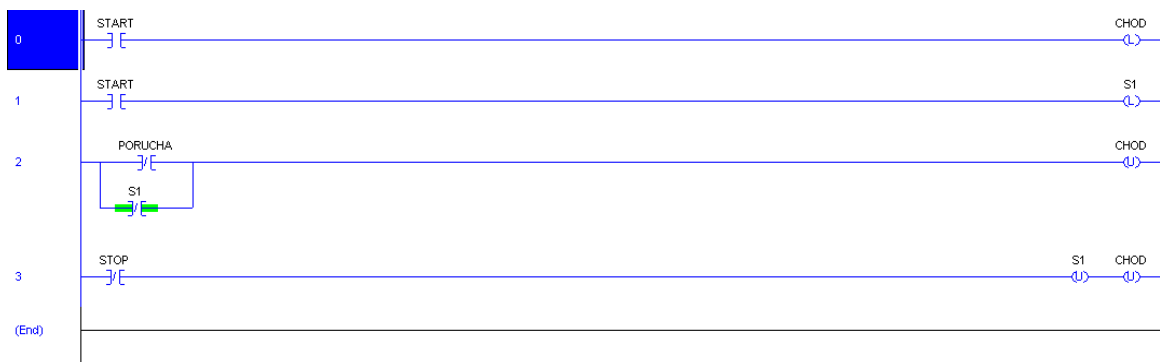 START CHOD
0 L
START S1
1 L
PORUCHA CHOD
2 U
S1
STOP S1 CHOD
3 U U
(End)